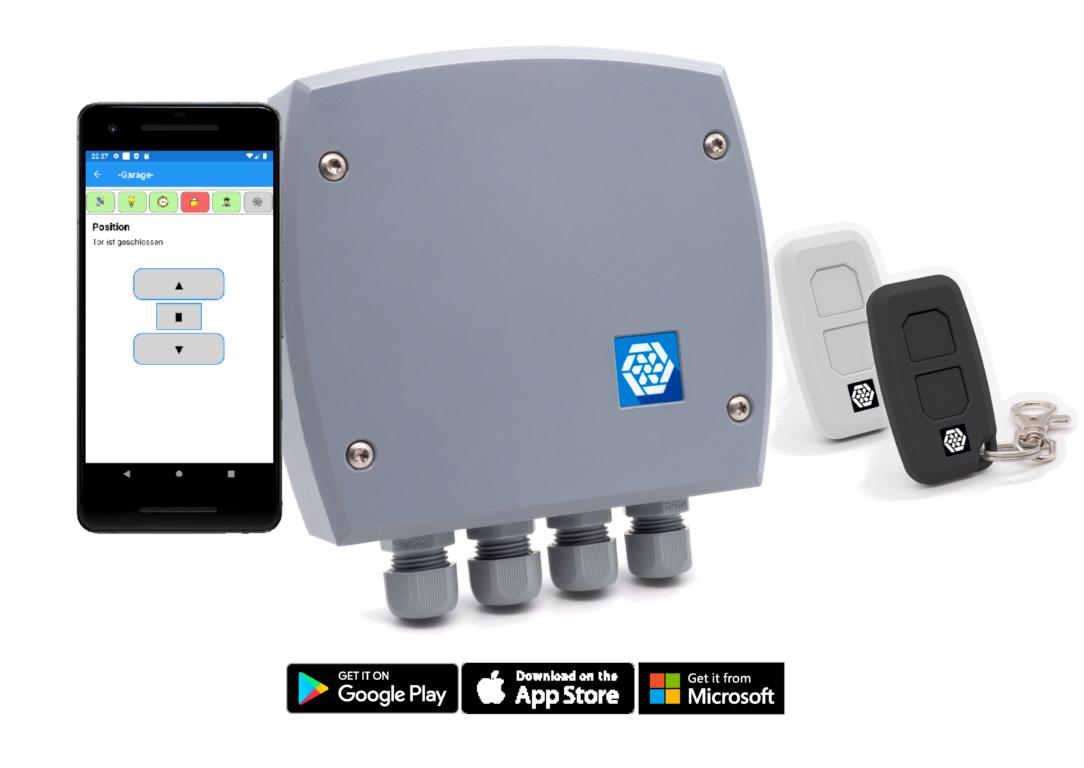 22:27
-Garage-
Position
Tor ist geschlossen
GET IT ON
Google Play
Download on the
App Store
Get it from
Microsoft